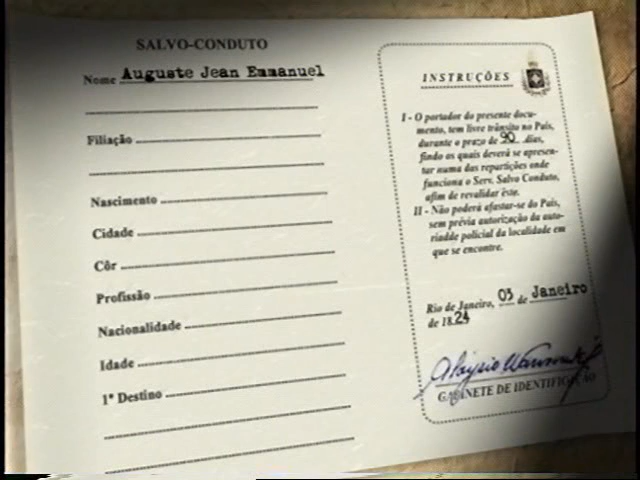 SALVO-CONDUTO
Nome Auguste Jean Emmanuel
Filiação
Nascimento
Cidade
Côr
Profissão
Nacionalidade
Idade
1º Destino
INSTRUÇÕES
I - O portador do presente docu-
mento, tem livre trânsito no País,
durante o prazo de 90 dias,
findo os quais deverá se apresen-
tar numa das repartições onde
funciona o Serv. Salvo Conduto,
afim de revalidar êste.
II - Não poderá afastar-se do País,
sem prévia autorização da auto-
riadde policial da localidade em
que se encontre.
Rio de Janeiro, 03 de Janeiro
de 1824
Aloysio
GABINETE DE IDENTIFICAÇÃO